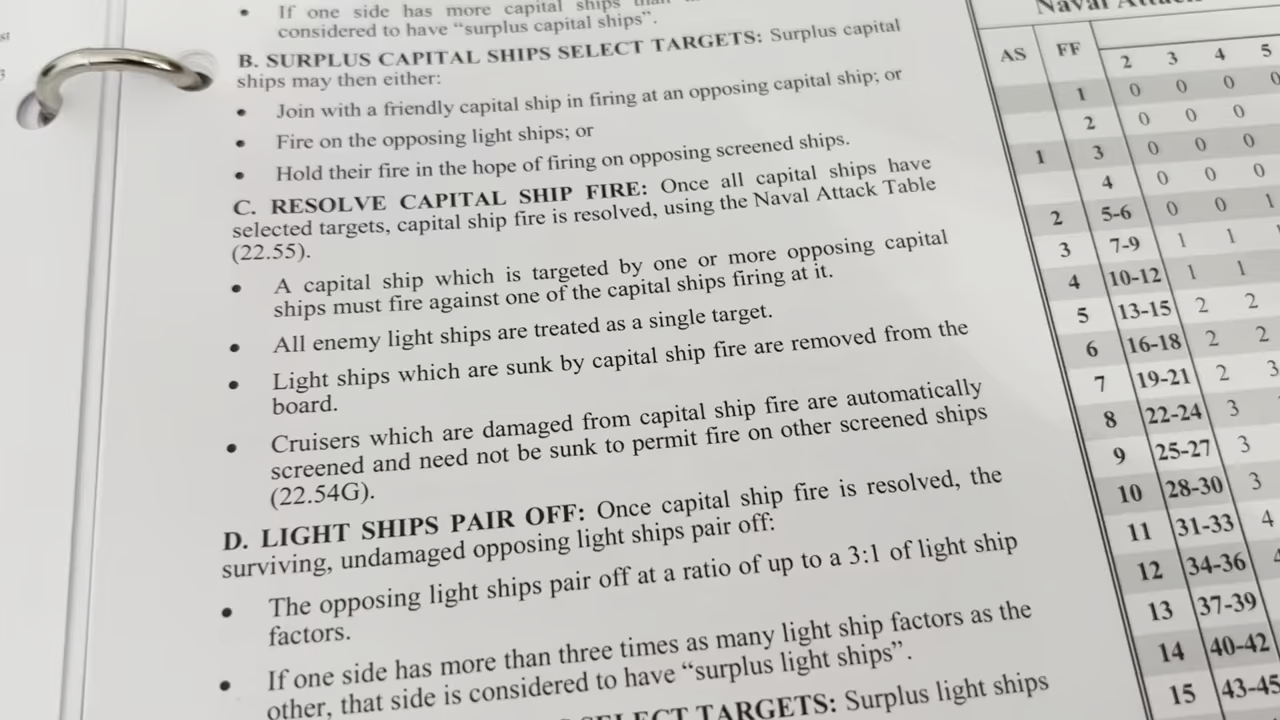 If one side has more capital ships than
considered to have “surplus capital ships”.
B. SURPLUS CAPITAL SHIPS SELECT TARGETS: Surplus capital
ships may then either:
• Join with a friendly capital ship in firing at an opposing capital ship; or
• Fire on the opposing light ships; or
• Hold their fire in the hope of firing on opposing screened ships.
C. RESOLVE CAPITAL SHIP FIRE: Once all capital ships have
selected targets, capital ship fire is resolved, using the Naval Attack Table
(22.55).
• A capital ship which is targeted by one or more opposing capital
ships must fire against one of the capital ships firing at it.
• All enemy light ships are treated as a single target.
• Light ships which are sunk by capital ship fire are removed from the
board.
• Cruisers which are damaged from capital ship fire are automatically
screened and need not be sunk to permit fire on other screened ships
(22.54G).
D. LIGHT SHIPS PAIR OFF: Once capital ship fire is resolved, the
surviving, undamaged opposing light ships pair off:
• The opposing light ships pair off at a ratio of up to a 3:1 of light ship
factors.
• If one side has more than three times as many light ship factors as the
other, that side is considered to have “surplus light ships”.
SELECT TARGETS: Surplus light ships
Naval Attack
AS FF 2 3 4 5
1 0 0 0 0
2 0 0 0
1 3 0 0 0
4 0 0 0
2 5-6 0 0 1
3 7-9 1 1
4 10-12 1 1
5 13-15 2 2
6 16-18 2 2
7 19-21 2 3
8 22-24 3
9 25-27 3
10 28-30 3
11 31-33 4
12 34-36
13 37-39
14 40-42
15 43-45